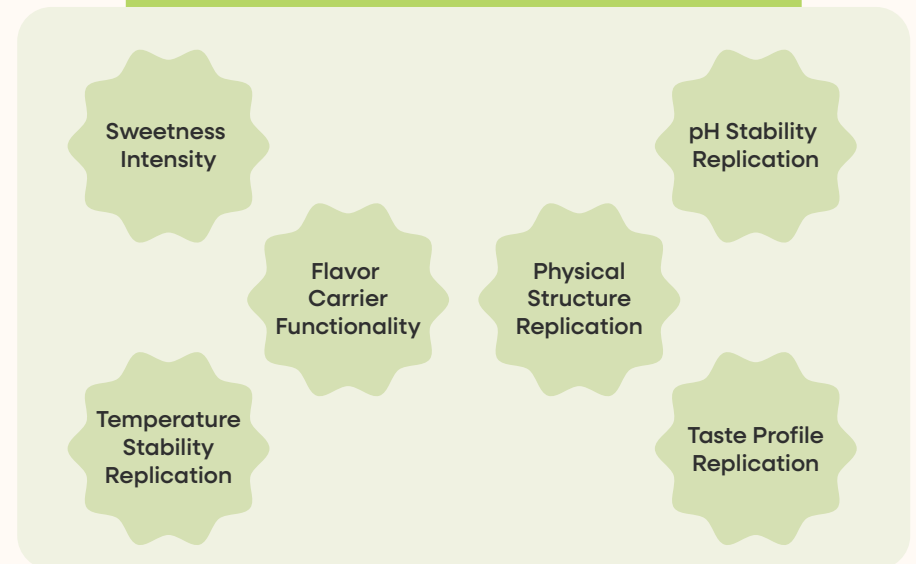 Sweetness
Intensity
pH Stability
Replication
Flavor
Carrier
Functionality
Physical
Structure
Replication
Temperature
Stability
Replication
Taste Profile
Replication